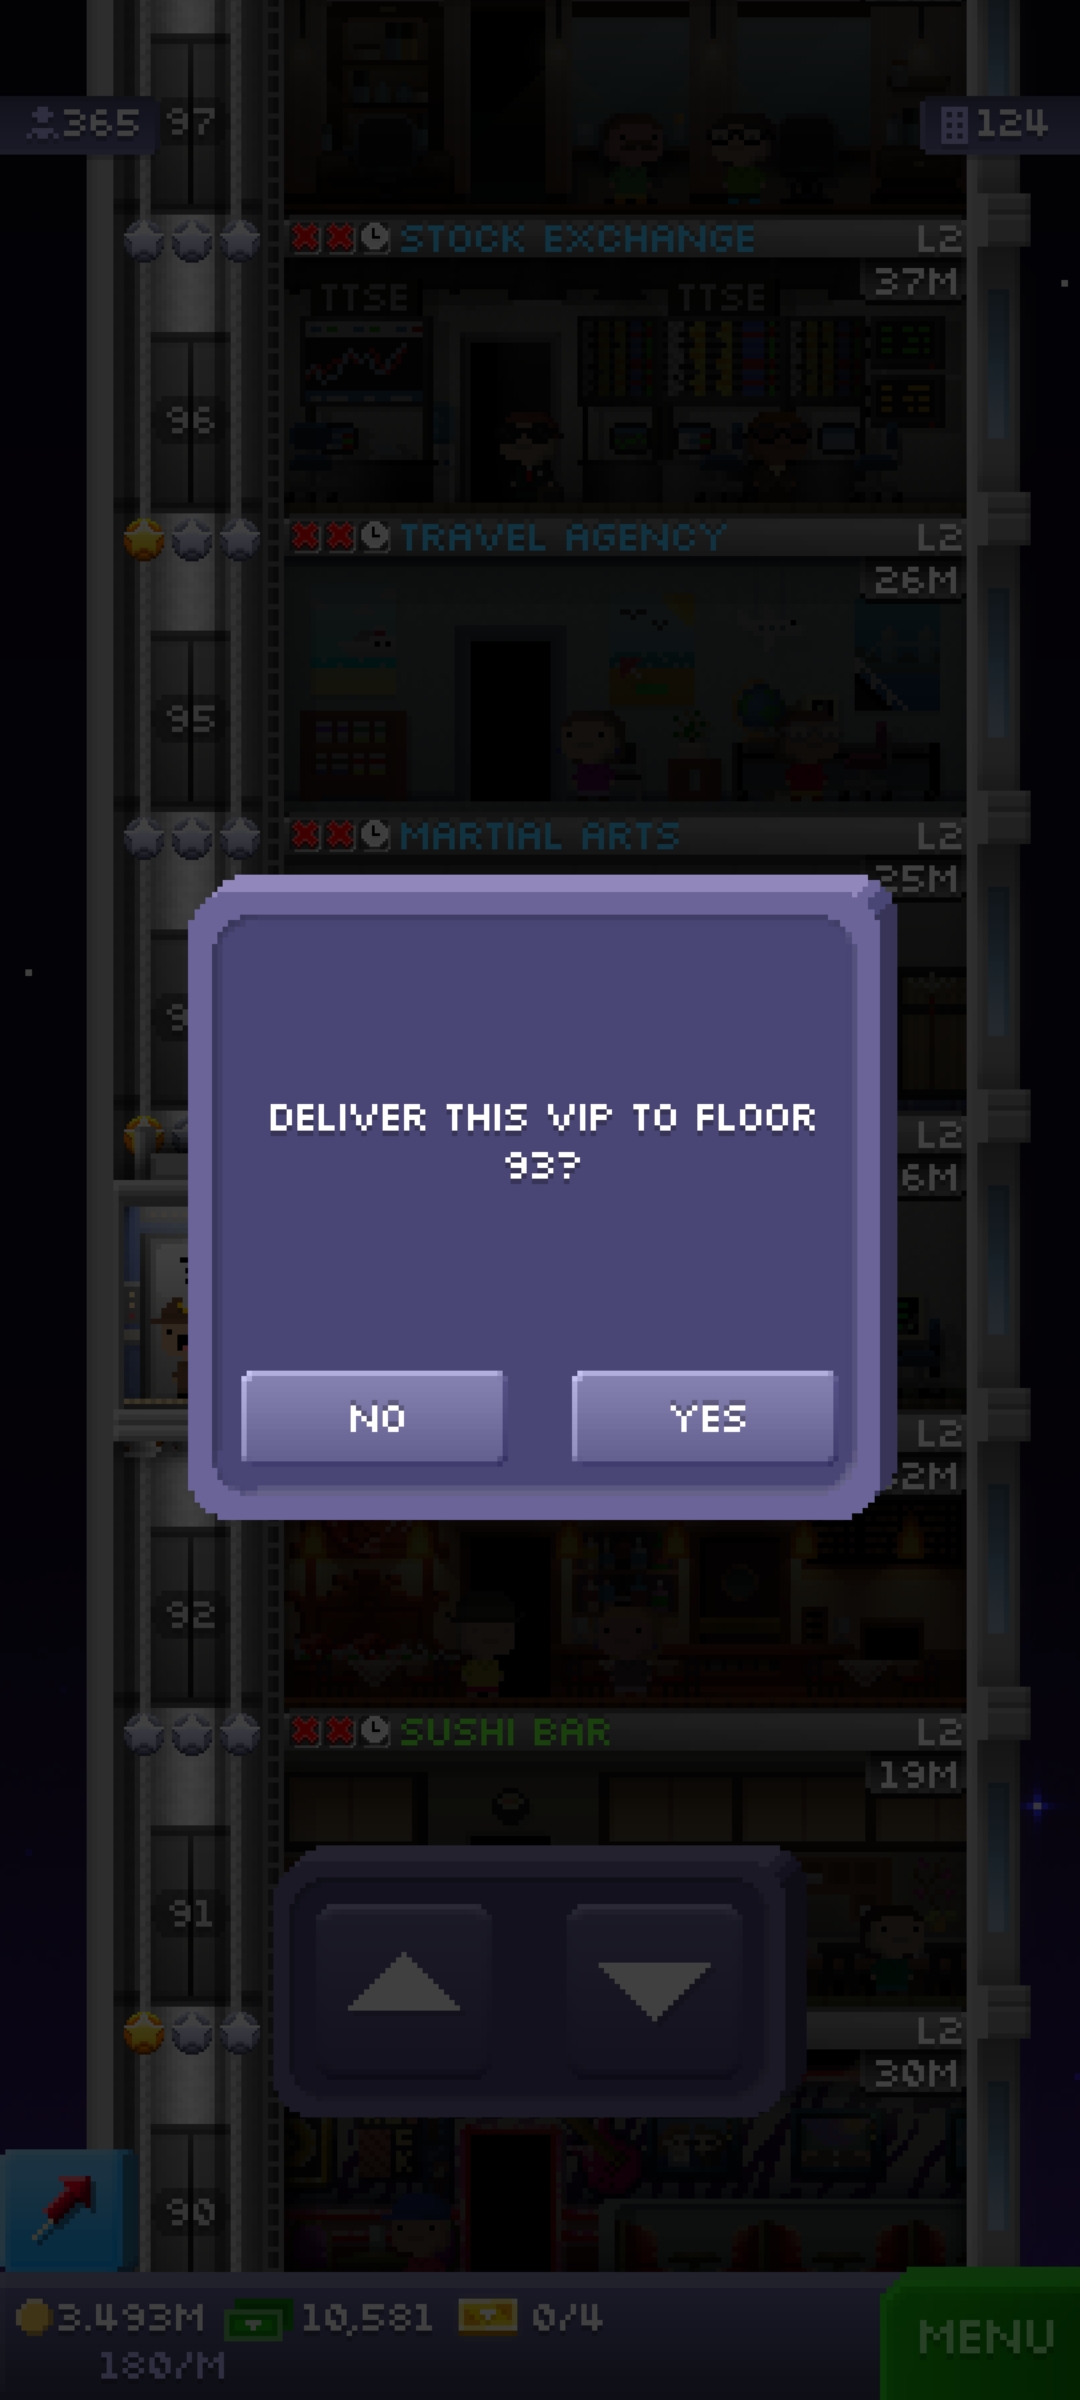 365
97
124
STOCK EXCHANGE L2
37M
TTSE TTSE
96
TRAVEL AGENCY L2
26M
95
MARTIAL ARTS L2
35M
L2
6M
DELIVER THIS VIP TO FLOOR
93?
NO YES
L2
2M
92
SUSHI BAR L2
19M
91
L2
30M
90
3.493M 10,581 0/4
180/M
MENU